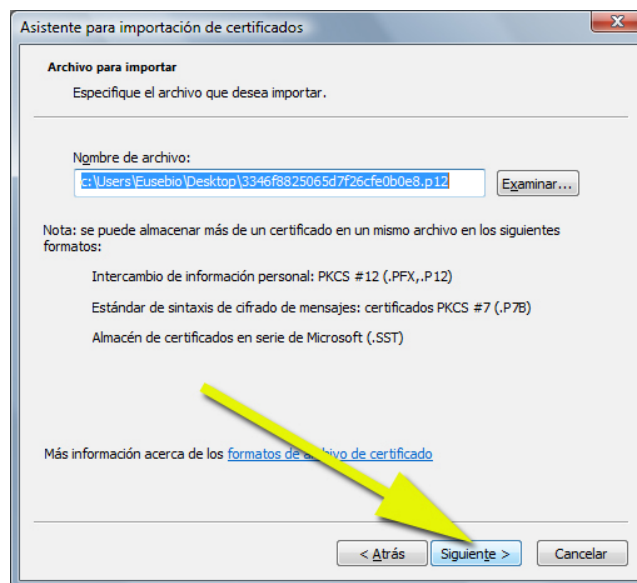 Asistente para importación de certificados
Archivo para importar
Especifique el archivo que desea importar.
Nombre de archivo:
c:\Users\Eusebio\Desktop\3346f8825065d7f26cfe0b0e8.p12
Examinar...
Nota: se puede almacenar más de un certificado en un mismo archivo en los siguientes
formatos:
Intercambio de información personal: PKCS #12 (.PFX,.P12)
Estándar de sintaxis de cifrado de mensajes: certificados PKCS #7 (.P7B)
Almacén de certificados en serie de Microsoft (.SST)
Más información acerca de los formatos de archivo de certificado
< Atrás
Siguiente >
Cancelar